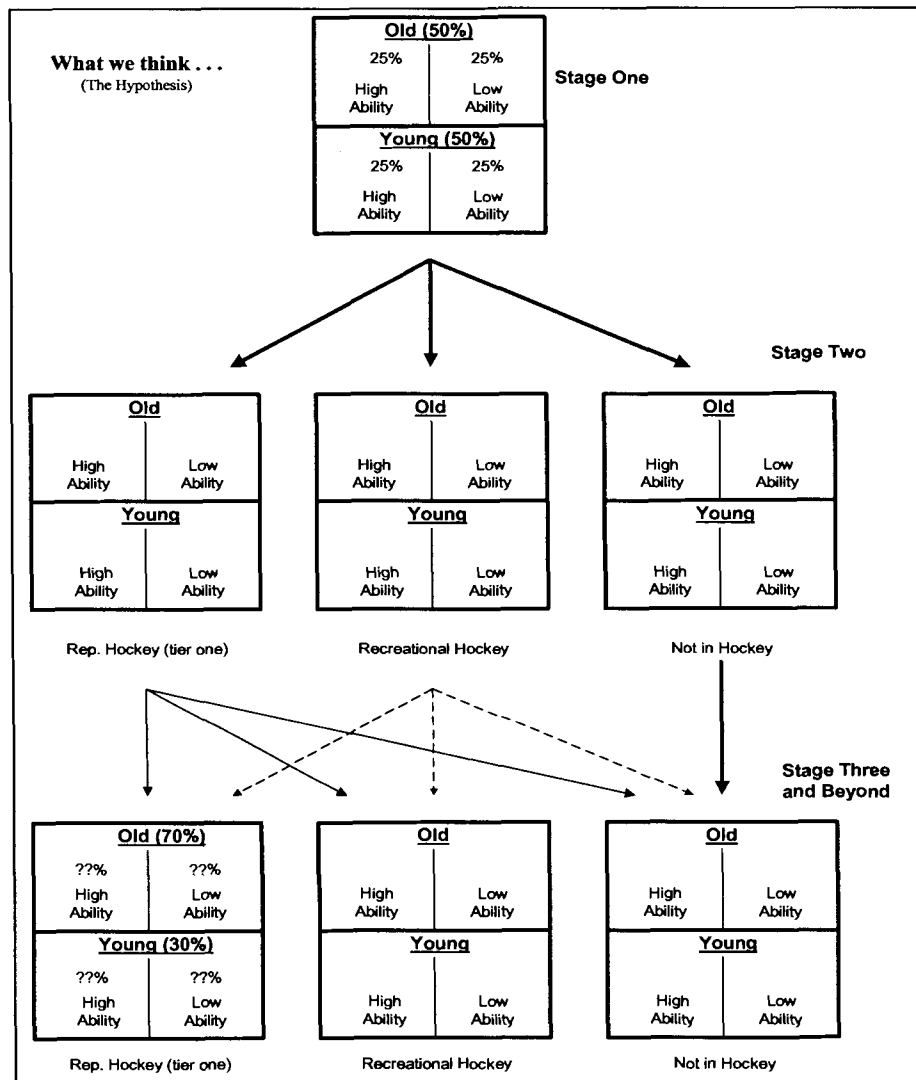 What we think . . .
(The Hypothesis)
Old (50%)
25% 25%
High Low
Ability Ability
Young (50%)
25% 25%
High Low
Ability Ability
Stage One
Stage Two
Old
High Low
Ability Ability
Young
High Low
Ability Ability
Rep. Hockey (tier one)
Old
High Low
Ability Ability
Young
High Low
Ability Ability
Recreational Hockey
Old
High Low
Ability Ability
Young
High Low
Ability Ability
Not in Hockey
Stage Three
and Beyond
Old (70%)
??% ??%
High Low
Ability Ability
Young (30%)
??% ??%
High Low
Ability Ability
Rep. Hockey (tier one)
Old
High Low
Ability Ability
Young
High Low
Ability Ability
Recreational Hockey
Old
High Low
Ability Ability
Young
High Low
Ability Ability
Not in Hockey